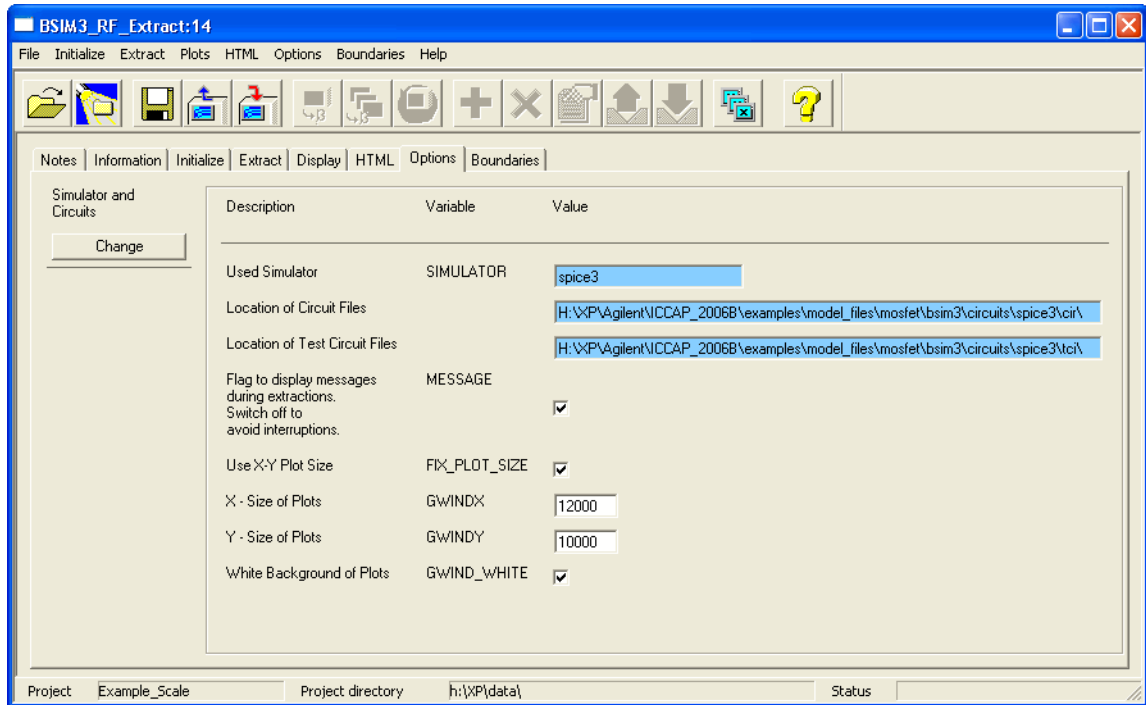 BSIM3_RF_Extract:14
File Initialize Extract Plots HTML Options Boundaries Help
Notes Information Initialize Extract Display HTML Options Boundaries
Simulator and
Circuits
Change
Description Variable Value
Used Simulator SIMULATOR spice3
Location of Circuit Files H:\XP\Agilent\ICCAP_2006B\examples\model_files\mosfet\bsim3\circuits\spice3\cir\
Location of Test Circuit Files H:\XP\Agilent\ICCAP_2006B\examples\model_files\mosfet\bsim3\circuits\spice3\tci\
Flag to display messages MESSAGE
during extractions.
Switch off to
avoid interruptions.
Use X-Y Plot Size FIX_PLOT_SIZE
X - Size of Plots GWINDX 12000
Y - Size of Plots GWINDY 10000
White Background of Plots GWIND_WHITE
Project Example_Scale Project directory h:\XP\data\ Status